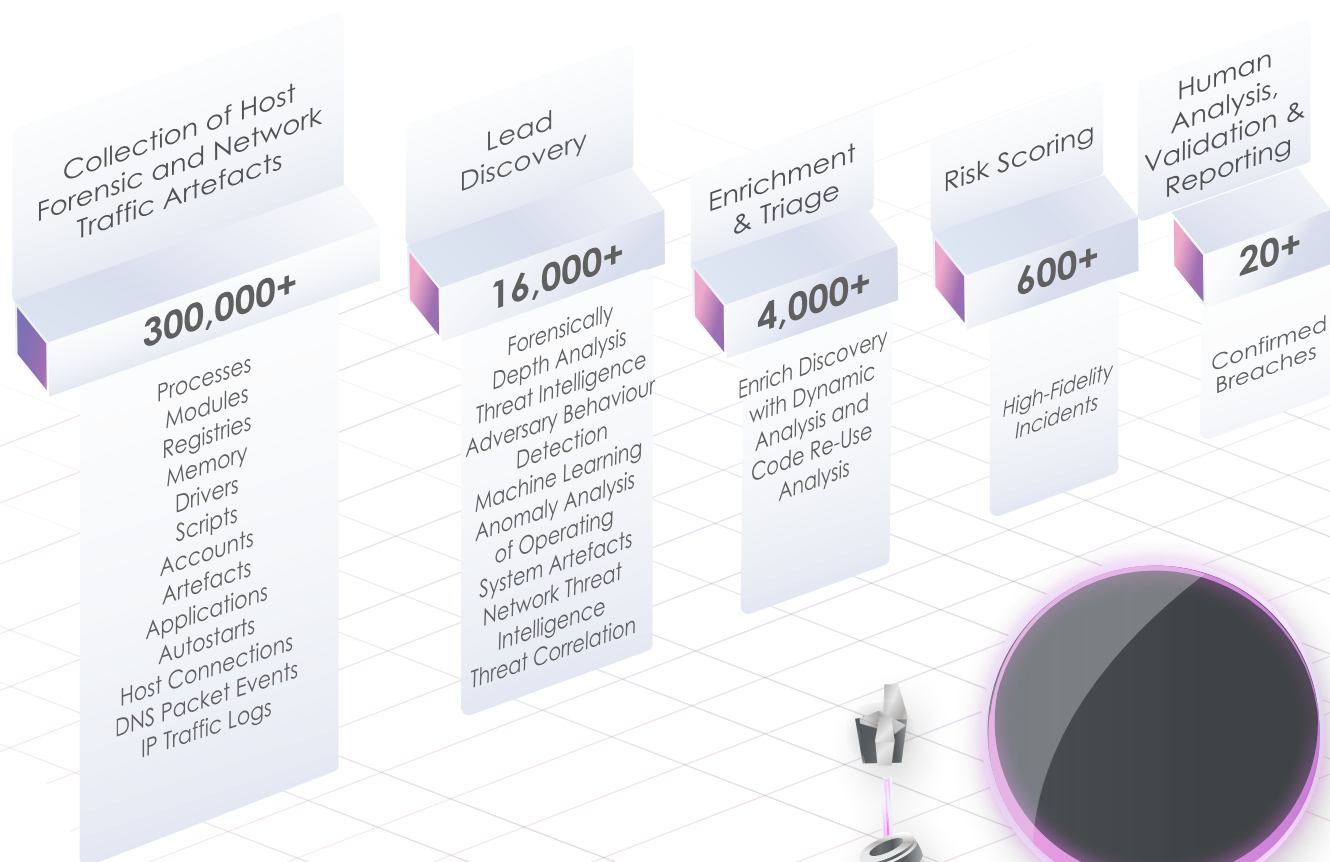 Collection of Host
Forensic and Network
Traffic Artefacts
300,000+
Processes
Modules
Registries
Memory
Drivers
Scripts
Accounts
Artefacts
Applications
Autostarts
Host Connections
DNS Packet Events
IP Traffic Logs
Lead
Discovery
16,000+
Forensically
Depth Analysis
Threat Intelligence
Adversary Behaviour
Detection
Machine Learning
Anomaly Analysis
of Operating
System Artefacts
Network Threat
Intelligence
Threat Correlation
Enrichment
& Triage
4,000+
Enrich Discovery
with Dynamic
Analysis and
Code Re-Use
Analysis
Risk Scoring
600+
High-Fidelity
Incidents
Human
Analysis,
Validation &
Reporting
20+
Confirmed
Breaches